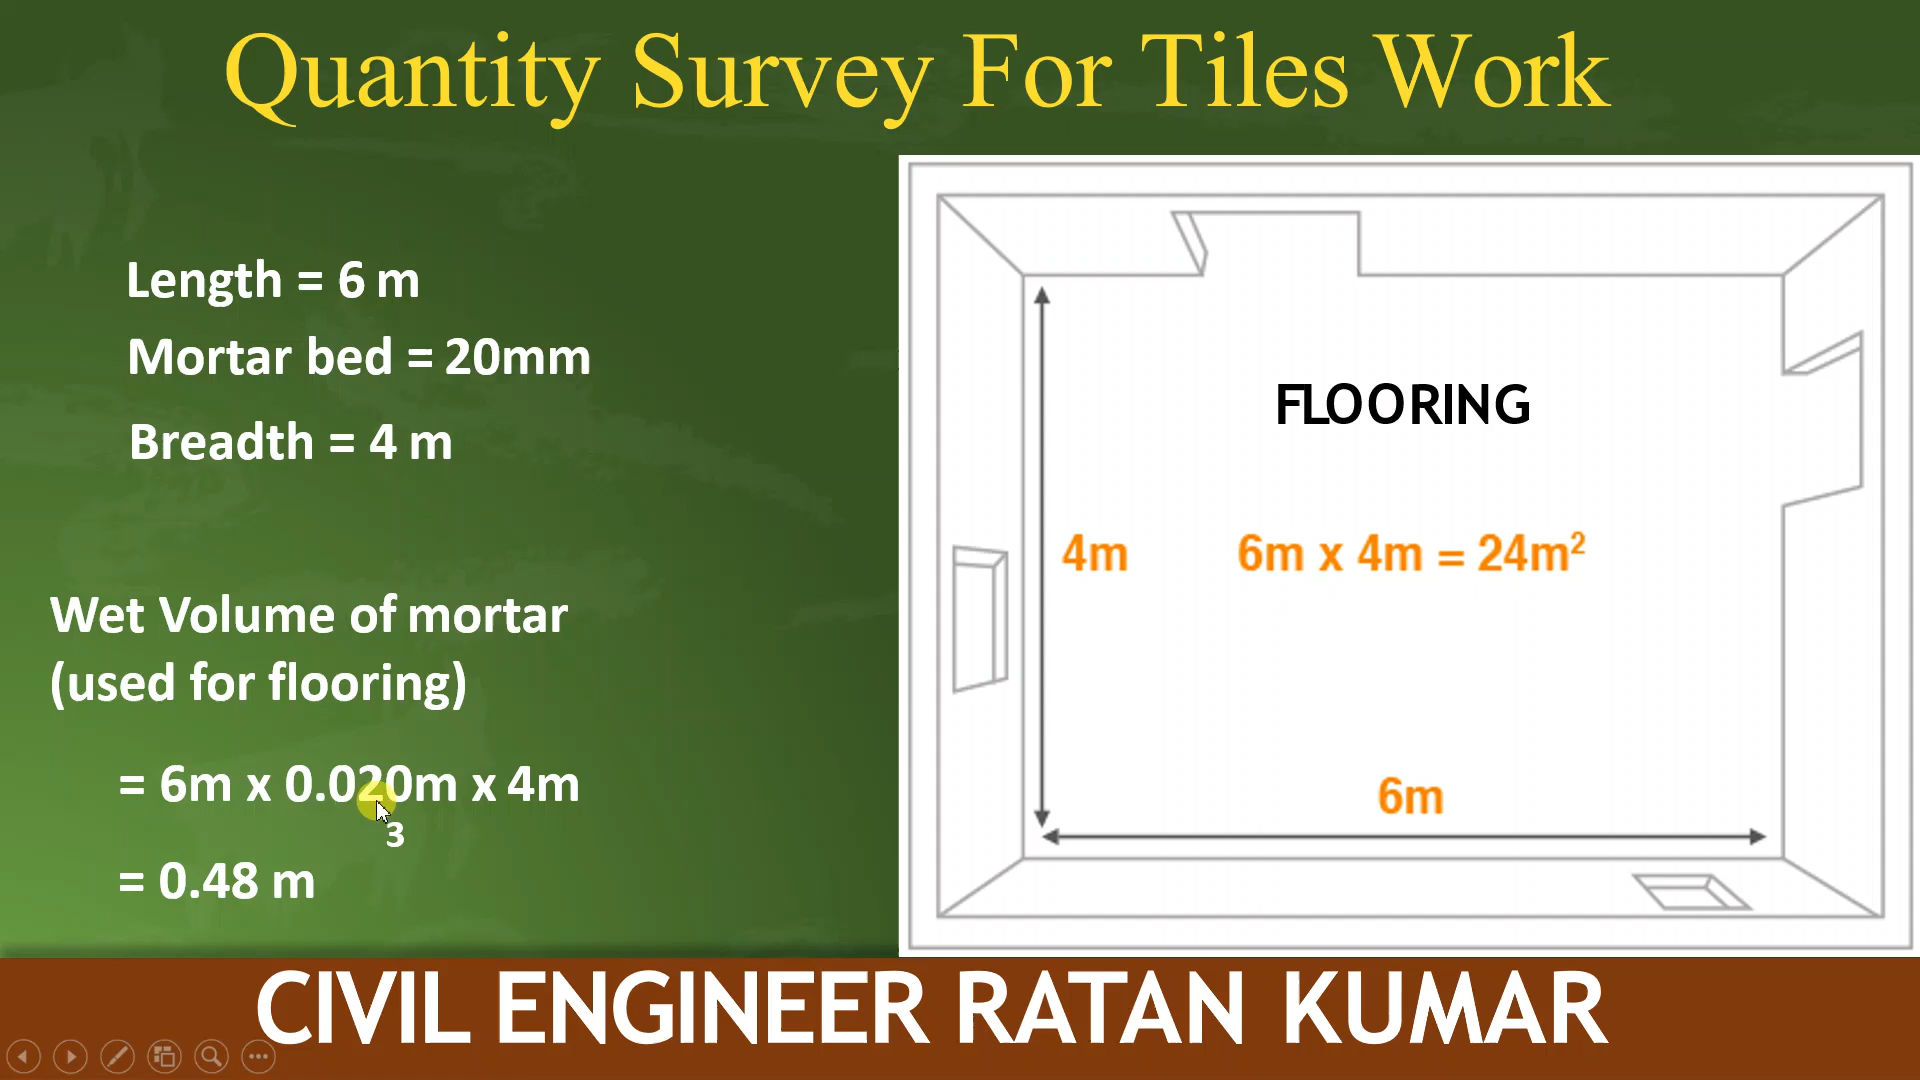 Quantity Survey For Tiles Work
Length = 6 m
Mortar bed = 20mm
Breadth = 4 m
Wet Volume of mortar
(used for flooring)
= 6m x 0.020m x 4m
3
= 0.48 m
FLOORING
4m
6m x 4m = 24m²
6m
CIVIL ENGINEER RATAN KUMAR